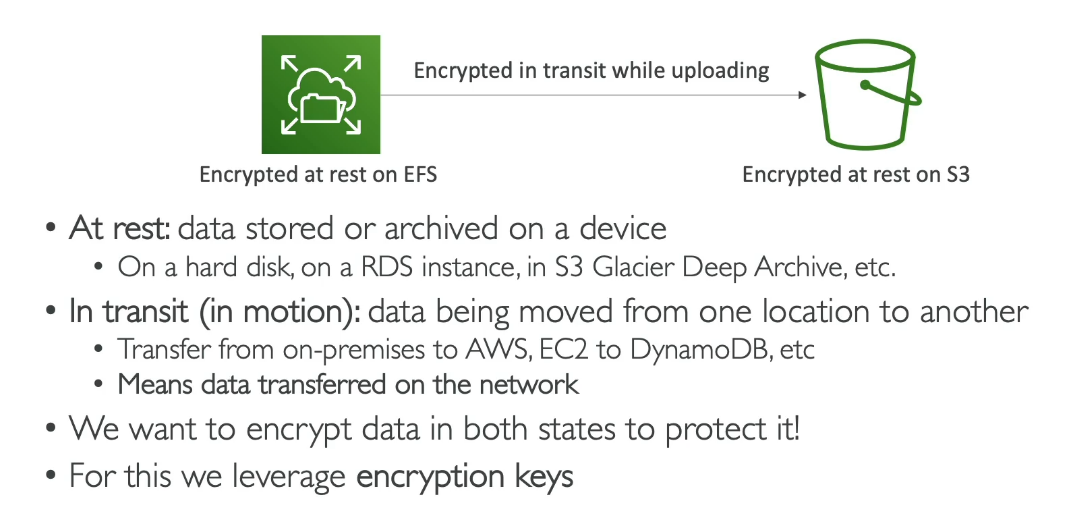 Encrypted in transit while uploading
Encrypted at rest on EFS
Encrypted at rest on S3
• At rest: data stored or archived on a device
• On a hard disk, on a RDS instance, in S3 Glacier Deep Archive, etc.
• In transit (in motion): data being moved from one location to another
• Transfer from on-premises to AWS, EC2 to DynamoDB, etc
• Means data transferred on the network
• We want to encrypt data in both states to protect it!
• For this we leverage encryption keys